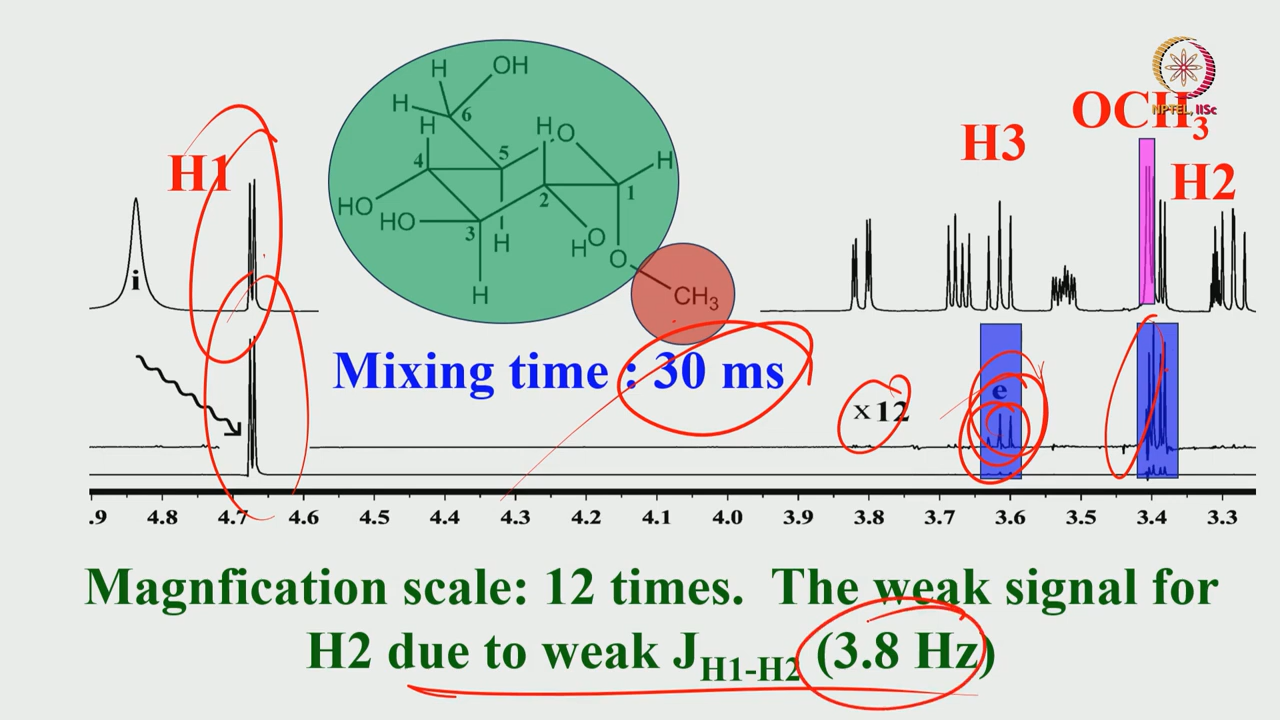 NPTEL, IISc
OCH3
H3
H1
H2
H
OH
H
6
H
H
O
4
5
H
HO
2
1
HO
3
H
HO
O
H
CH3
i
Mixing time : 30 ms
x 12
e
.9 4.8 4.7 4.6 4.5 4.4 4.3 4.2 4.1 4.0 3.9 3.8 3.7 3.6 3.5 3.4 3.3
Magnfication scale: 12 times. The weak signal for
H2 due to weak JH1-H2 (3.8 Hz)